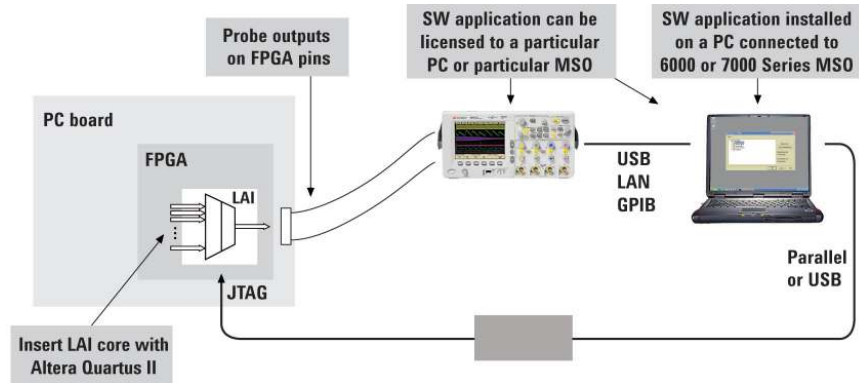 Probe outputs
on FPGA pins
SW application can be
licensed to a particular
PC or particular MSO
SW application installed
on a PC connected to
6000 or 7000 Series MSO
PC board
FPGA
LAI
USB
LAN
GPIB
Parallel
or USB
JTAG
Insert LAI core with
Altera Quartus II